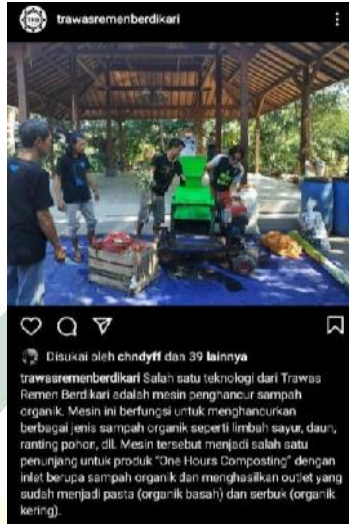 trawasremenberdikari
Disukai oleh chndyff dan 39 lainnya
trawasremenberdikari Salah satu teknologi dari Trawas
Remen Berdikari adalah mesin penghancur sampah
organik. Mesin ini berfungsi untuk menghancurkan
berbagai jenis sampah organik seperti limbah sayur, daun,
ranting pohon, dll. Mesin tersebut menjadi salah satu
penunjang untuk produk "One Hours Composting" dengan
inlet berupa sampah organik dan menghasilkan outlet yang
sudah menjadi pasta (organik basah) dan serbuk (organik
kering).